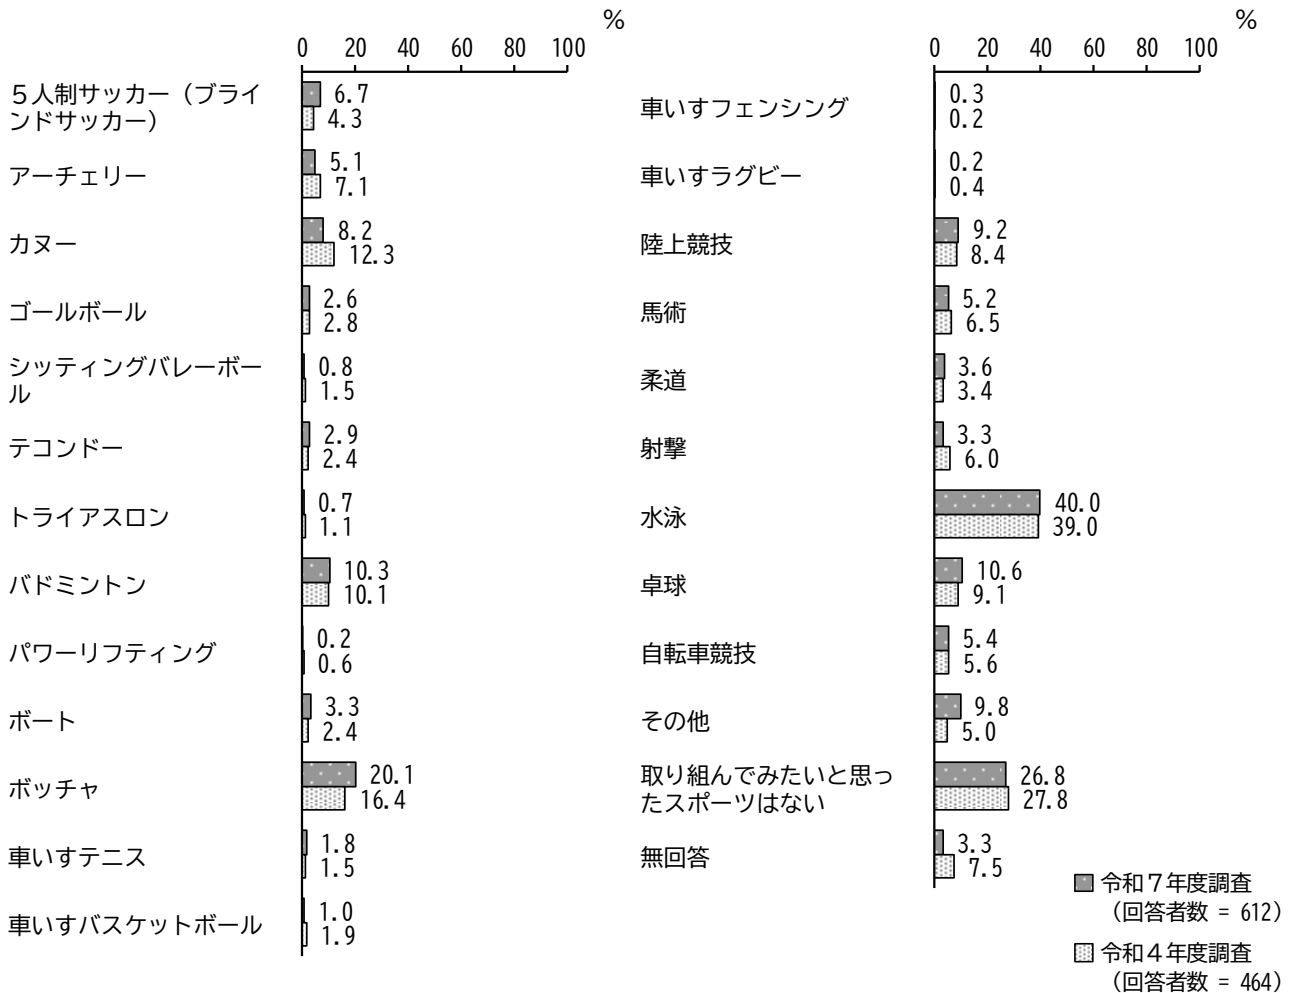 %
0 20 40 60 80 100
５人制サッカー（ブライ
ンドサッカー）
6.7
4.3
アーチェリー
5.1
7.1
カヌー
8.2
12.3
ゴールボール
2.6
2.8
シッティングバレーボー
ル
0.8
1.5
テコンドー
2.9
2.4
トライアスロン
0.7
1.1
バドミントン
10.3
10.1
パワーリフティング
0.2
0.6
ボート
3.3
2.4
ボッチャ
20.1
16.4
車いすテニス
1.8
1.5
車いすバスケットボール
1.0
1.9
%
0 20 40 60 80 100
車いすフェンシング
0.3
0.2
車いすラグビー
0.2
0.4
陸上競技
9.2
8.4
馬術
5.2
6.5
柔道
3.6
3.4
射撃
3.3
6.0
水泳
40.0
39.0
卓球
10.6
9.1
自転車競技
5.4
5.6
その他
9.8
5.0
取り組んでみたいと思っ
たスポーツはない
26.8
27.8
無回答
3.3
7.5
令和７年度調査
（回答者数 = 612）
令和４年度調査
（回答者数 = 464）